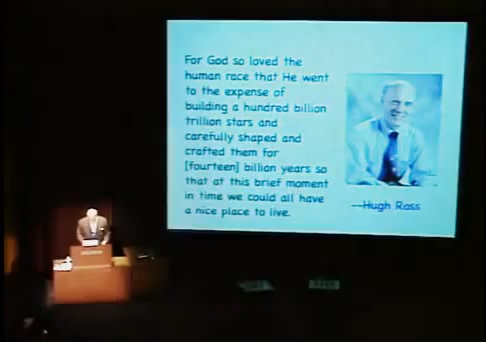 For God so loved the
human race that He went
to the expense of
building a hundred billion
trillion stars and
carefully shaped and
crafted them for
[fourteen] billion years so
that at this brief moment
in time we could all have
a nice place to live.
—Hugh Ross